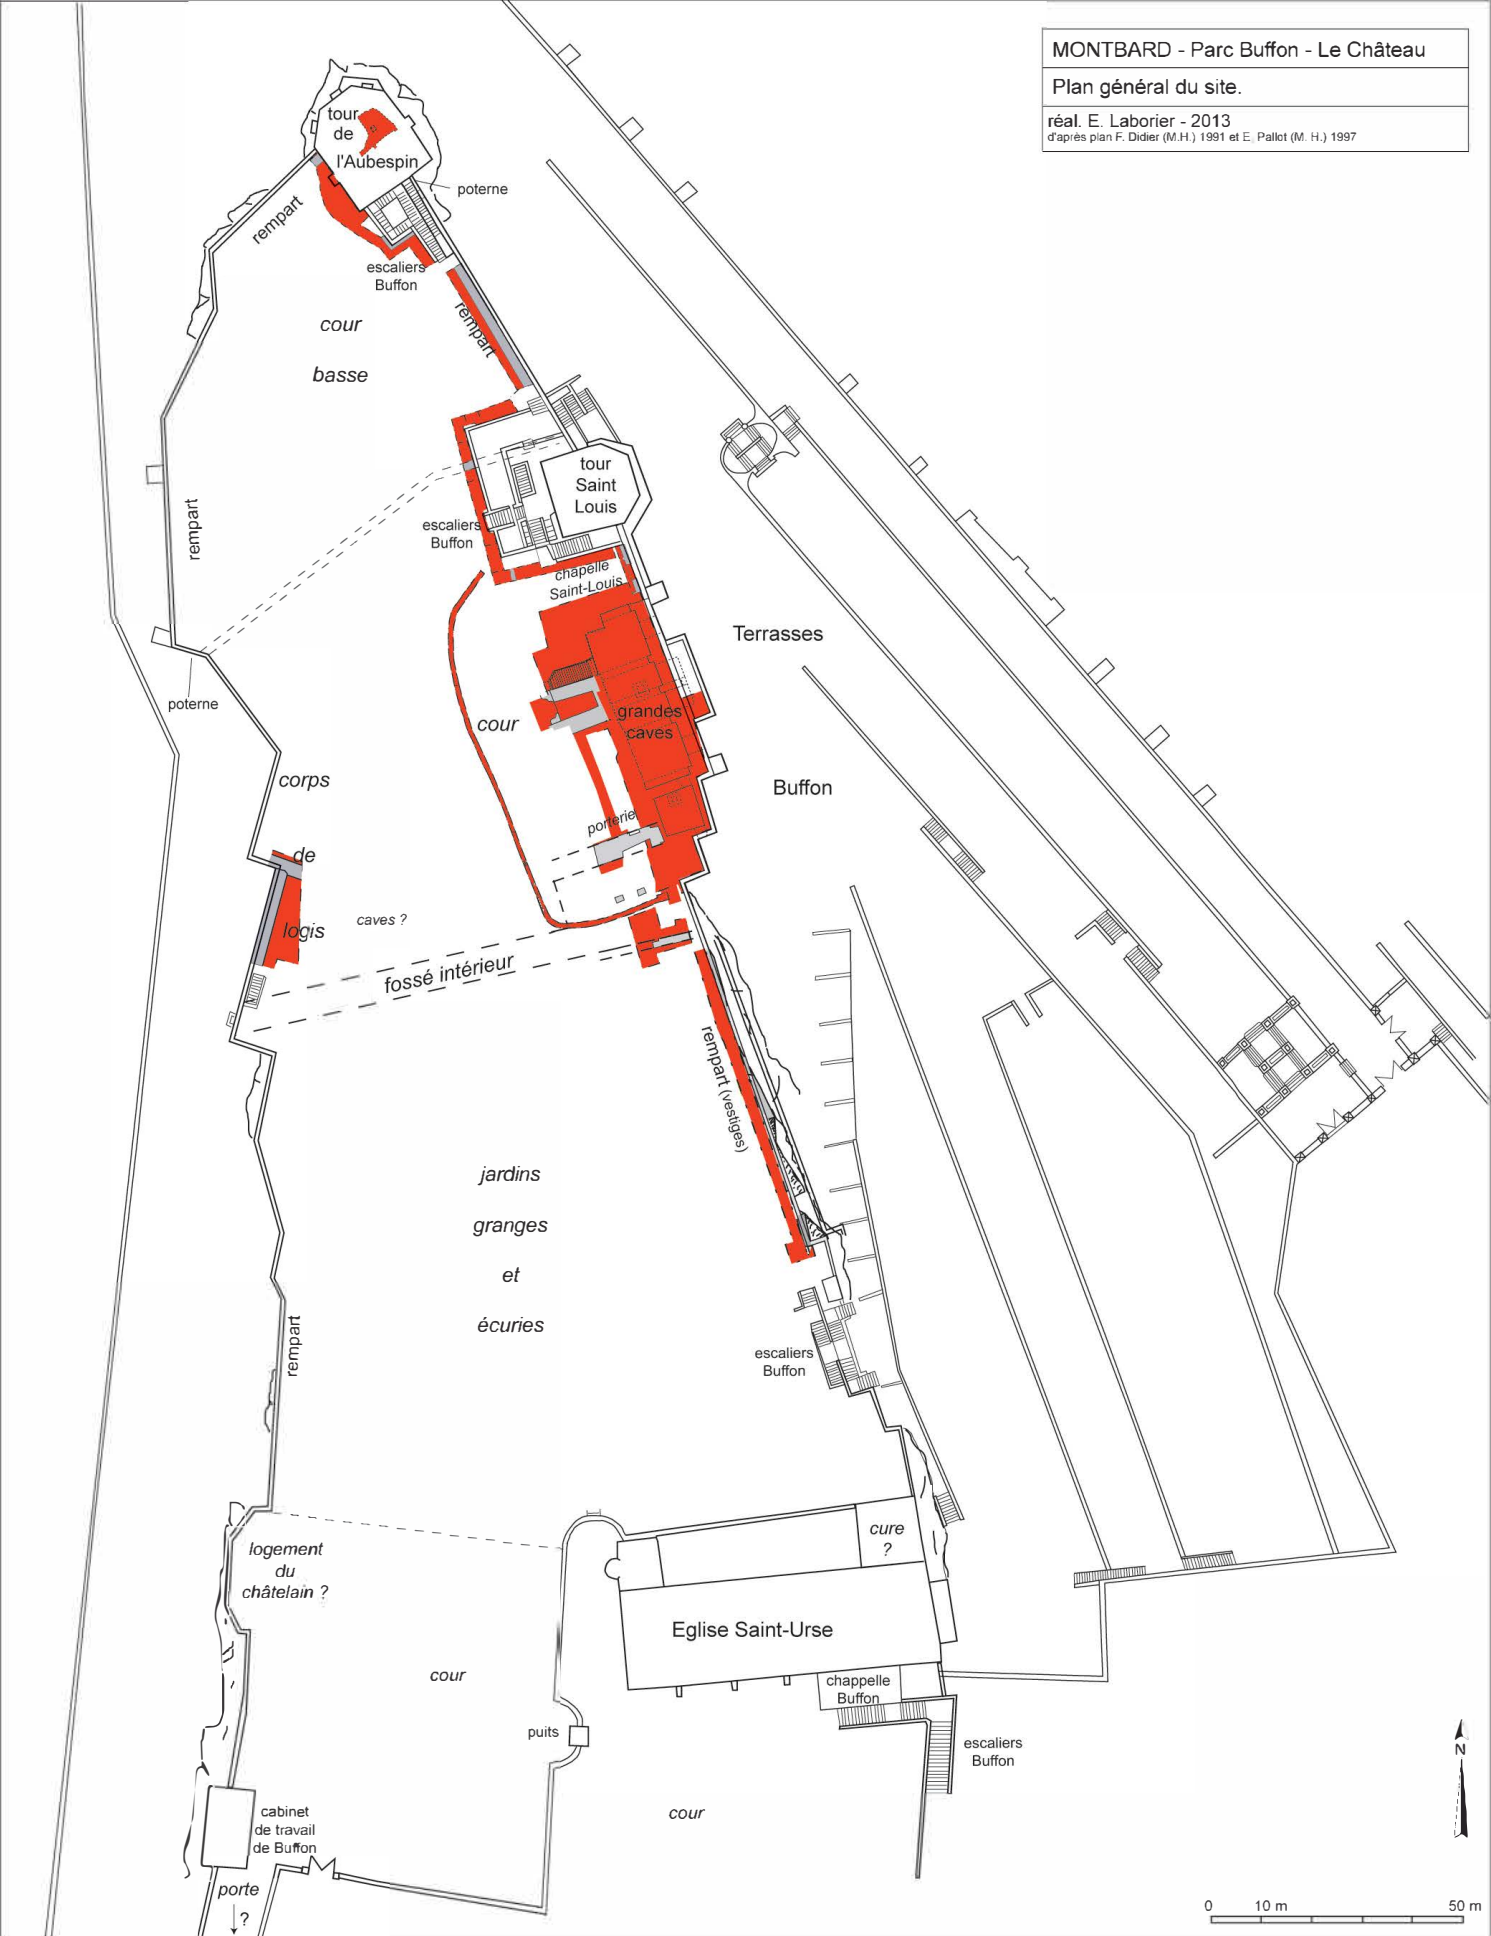 MONTBARD - Parc Buffon - Le Château
Plan général du site.
réal. E. Laborier - 2013
d'après plan F. Didier (M.H.) 1991 et E. Pallot (M. H.) 1997
tour
de
l'Aubespin
poterne
rempart
escaliers
Buffon
rempart
cour
basse
tour
Saint
Louis
rempart
escaliers
Buffon
chapelle
Saint-Louis
Terrasses
poterne
cour
grandes
caves
corps
Buffon
porterie
de
logis
caves ?
fossé intérieur
rempart (vestiges)
jardins
granges
et
écuries
rempart
escaliers
Buffon
cure
?
logement
du
châtelain ?
Eglise Saint-Urse
cour
chappelle
Buffon
puits
escaliers
Buffon
N
cour
cabinet
de travail
de Buffon
porte
?
0 10 m 50 m